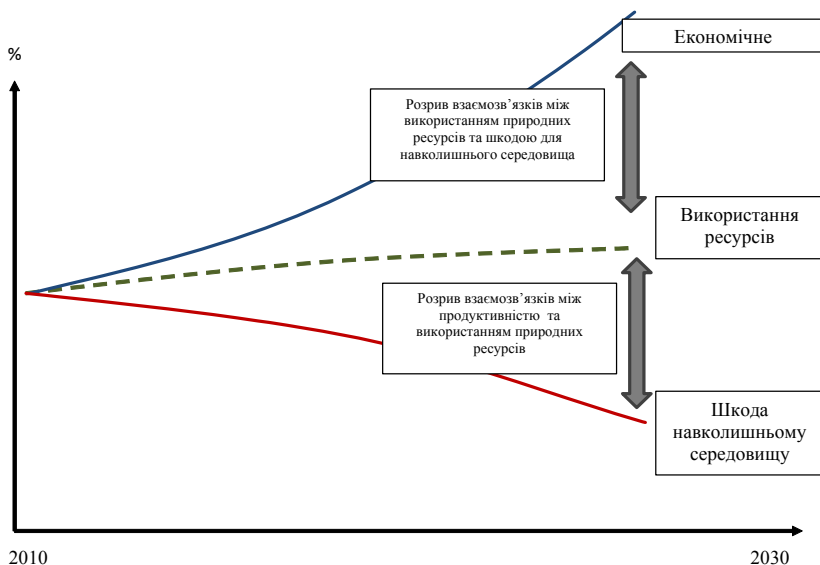 Економічне
%
Розрив взаємозв’язків між
використанням природних
ресурсів та шкодою для
навколишнього середовища
Використання
ресурсів
Розрив взаємозв’язків між
продуктивністю та
використанням природних
ресурсів
Шкода
навколишньому
середовищу
2010
2030